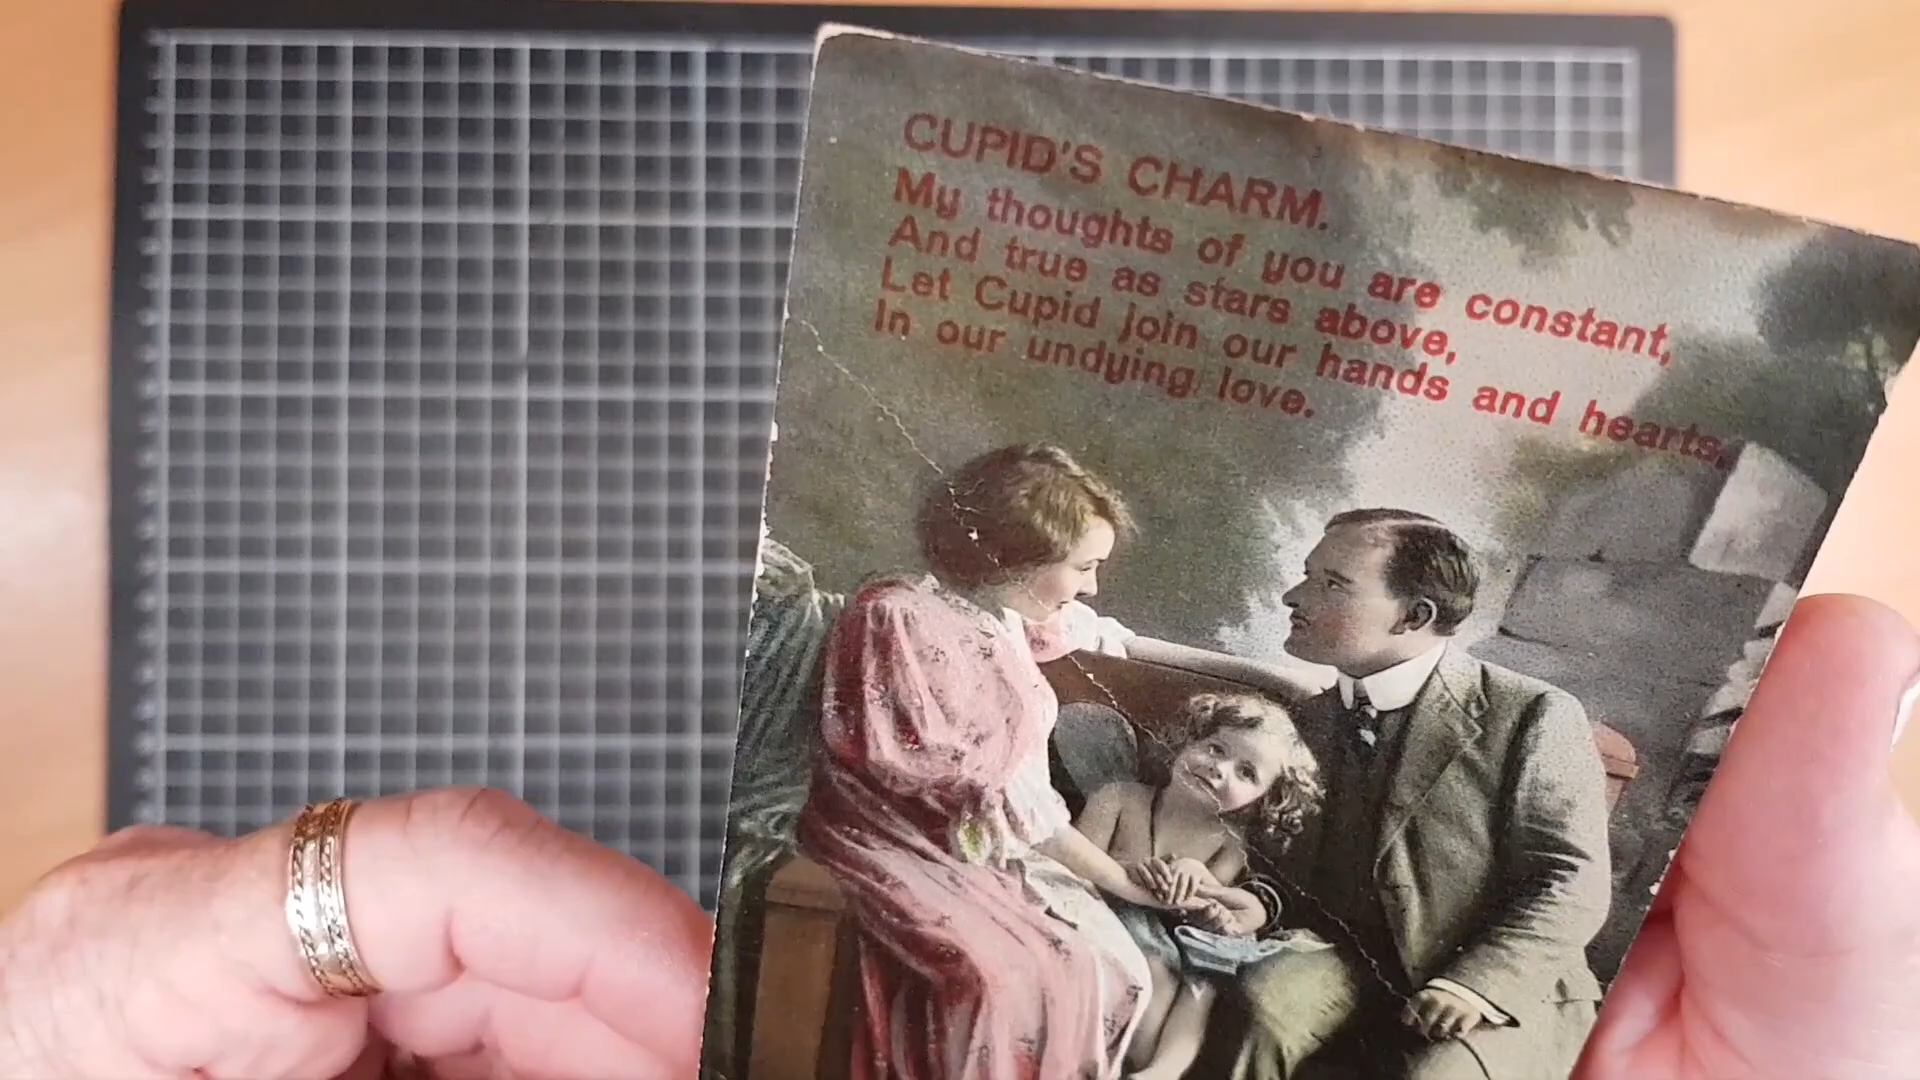 CUPID'S CHARM.
My thoughts of you are constant,
And true as stars above,
Let Cupid join our hands and hearts,
In our undying love.